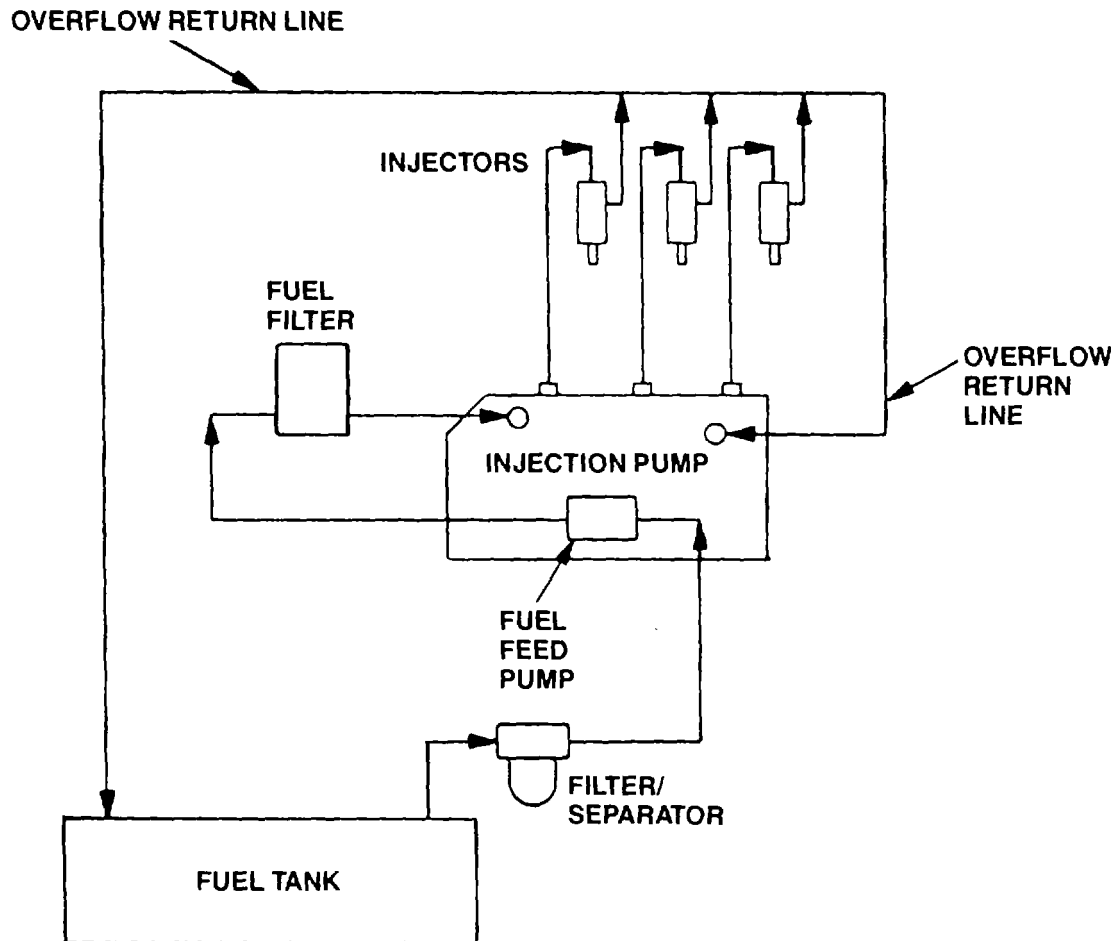 OVERFLOW RETURN LINE
INJECTORS
FUEL
FILTER
OVERFLOW
RETURN
LINE
INJECTION PUMP
FUEL
FEED
PUMP
FILTER/
SEPARATOR
FUEL TANK